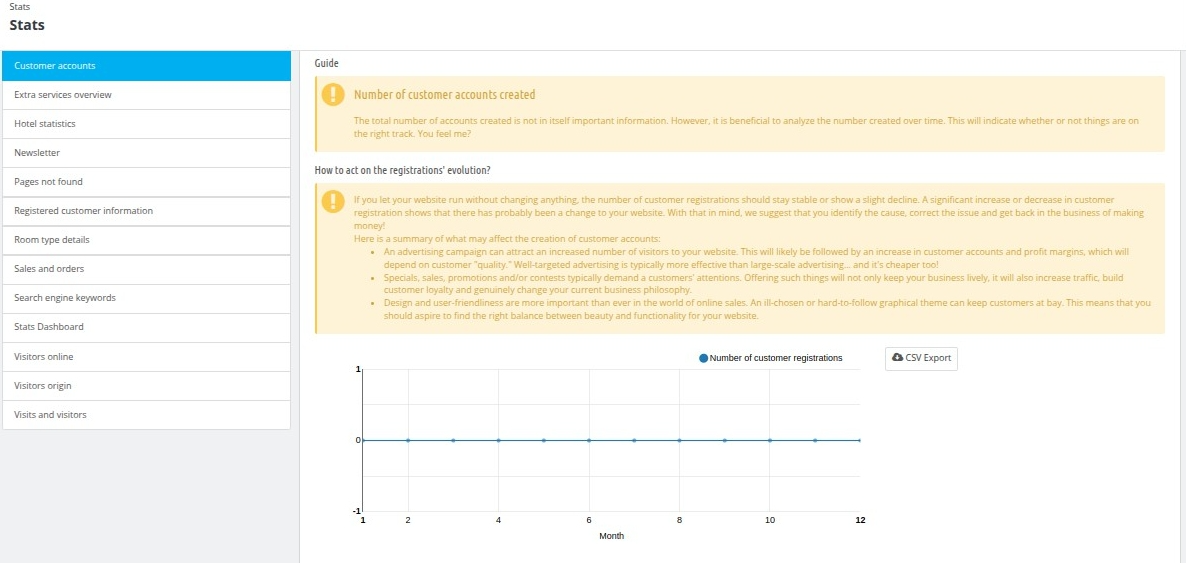 Stats
Stats
Customer accounts
Extra services overview
Hotel statistics
Newsletter
Pages not found
Registered customer information
Room type details
Sales and orders
Search engine keywords
Stats Dashboard
Visitors online
Visitors origin
Visits and visitors
Guide
Number of customer accounts created
The total number of accounts created is not in itself important information. However, it is beneficial to analyze the number created over time. This will indicate whether or not things are on
the right track. You feel me?
How to act on the registrations' evolution?
If you let your website run without changing anything, the number of customer registrations should stay stable or show a slight decline. A significant increase or decrease in customer
registration shows that there has probably been a change to your website. With that in mind, we suggest that you identify the cause, correct the issue and get back in the business of making
money!
Here is a summary of what may affect the creation of customer accounts:
• An advertising campaign can attract an increased number of visitors to your website. This will likely be followed by an increase in customer accounts and profit margins, which will
depend on customer "quality." Well-targeted advertising is typically more effective than large-scale advertising... and it's cheaper too!
• Specials, sales, promotions and/or contests typically demand a customers' attentions. Offering such things will not only keep your business lively, it will also increase traffic, build
customer loyalty and genuinely change your current business philosophy.
• Design and user-friendliness are more important than ever in the world of online sales. An ill-chosen or hard-to-follow graphical theme can keep customers at bay. This means that you
should aspire to find the right balance between beauty and functionality for your website.
Number of customer registrations
CSV Export
1
0
-1
1 2 4 6 8 10 12
Month